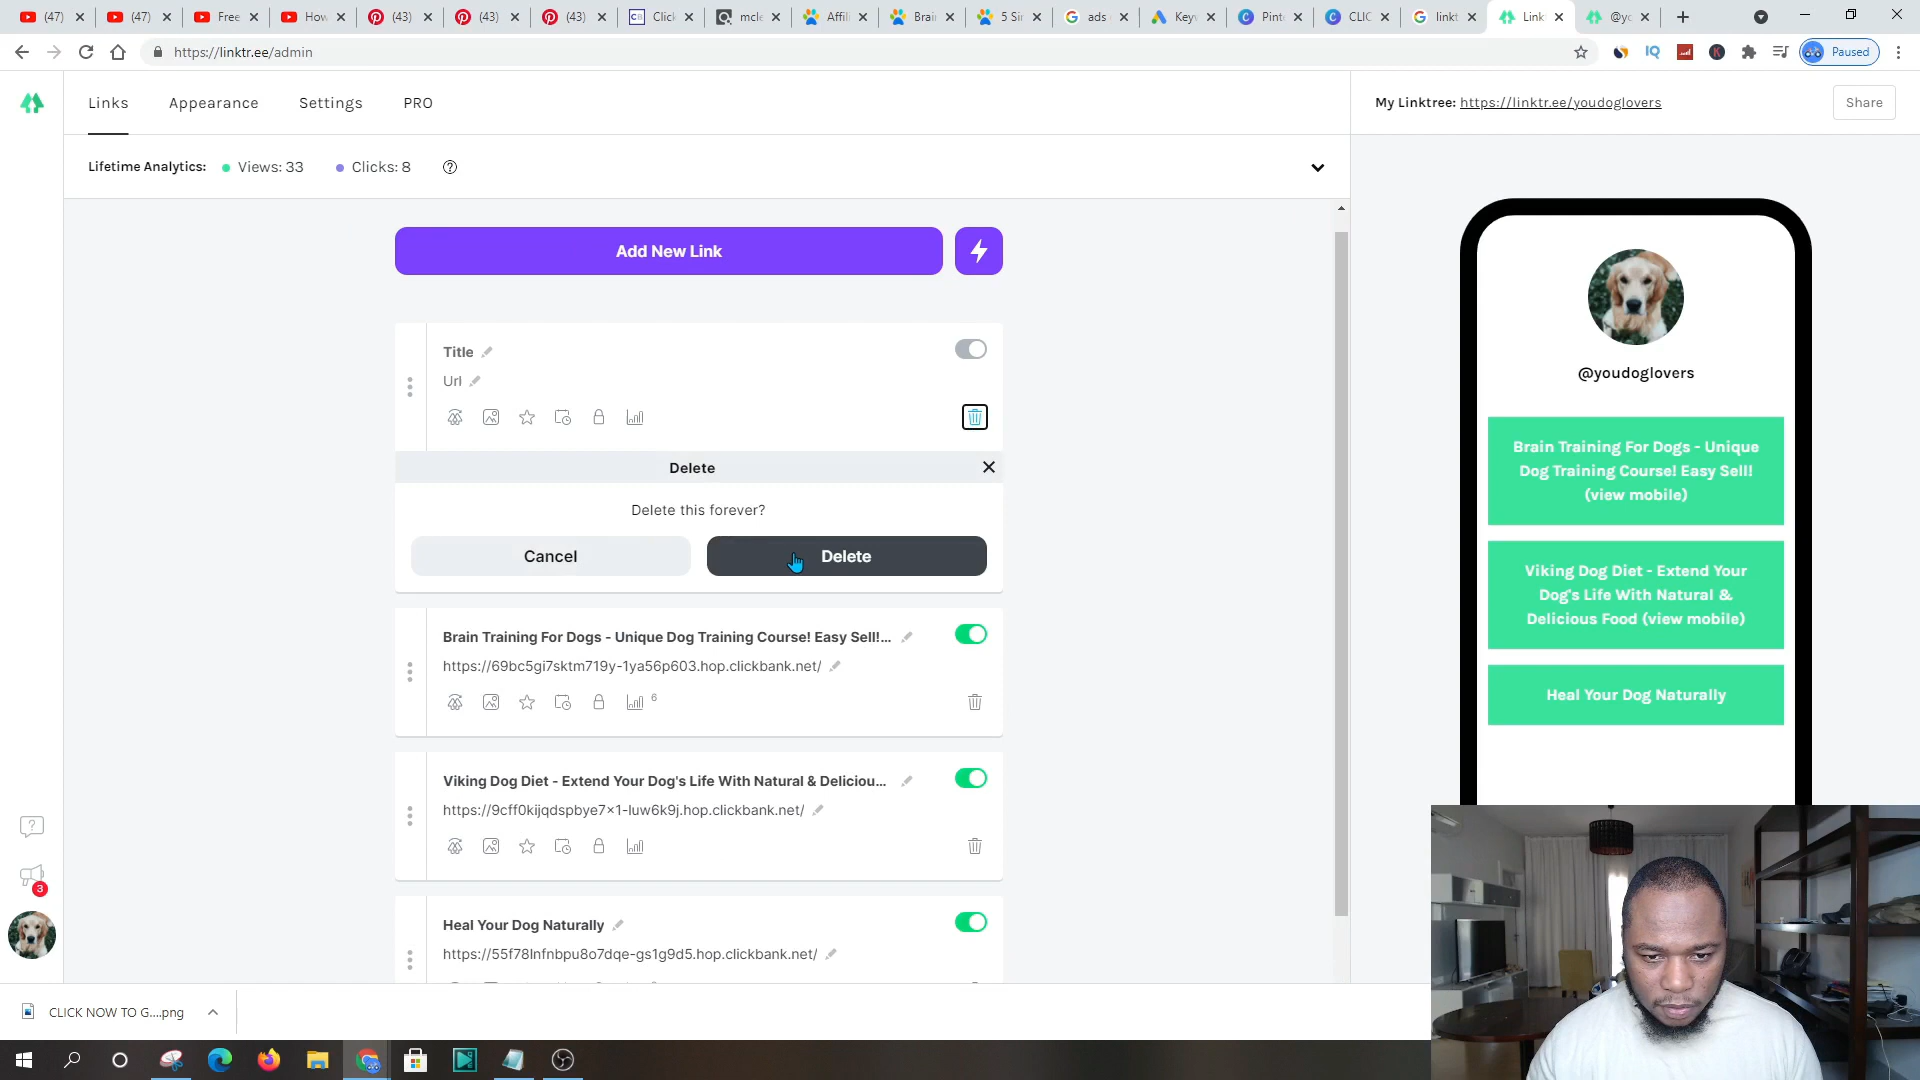 (47)
(47)
Free
How
(43)
(43)
(43)
Click
mcle
Affili
Brain
5 Sir
ads
Keyv
Pint
CLIC
linkt
Link
@yc
https://linktr.ee/admin
Paused
Links
Appearance
Settings
PRO
My Linktree: https://linktr.ee/youdoglovers
Share
Lifetime Analytics:
Views: 33
Clicks: 8
Add New Link
Title
Url
Delete
Delete this forever?
Cancel
Delete
Brain Training For Dogs - Unique Dog Training Course! Easy Sell!...
https://69bc5gi7sktm719y-1ya56p603.hop.clickbank.net/
6
Viking Dog Diet - Extend Your Dog's Life With Natural & Deliciou...
https://9cff0kijqdspbye7x1-luw6k9j.hop.clickbank.net/
Heal Your Dog Naturally
https://55f78lnfnbpu8o7dqe-gs1g9d5.hop.clickbank.net/
@youdoglovers
Brain Training For Dogs - Unique
Dog Training Course! Easy Sell!
(view mobile)
Viking Dog Diet - Extend Your
Dog's Life With Natural &
Delicious Food (view mobile)
Heal Your Dog Naturally
3
CLICK NOW TO G....png